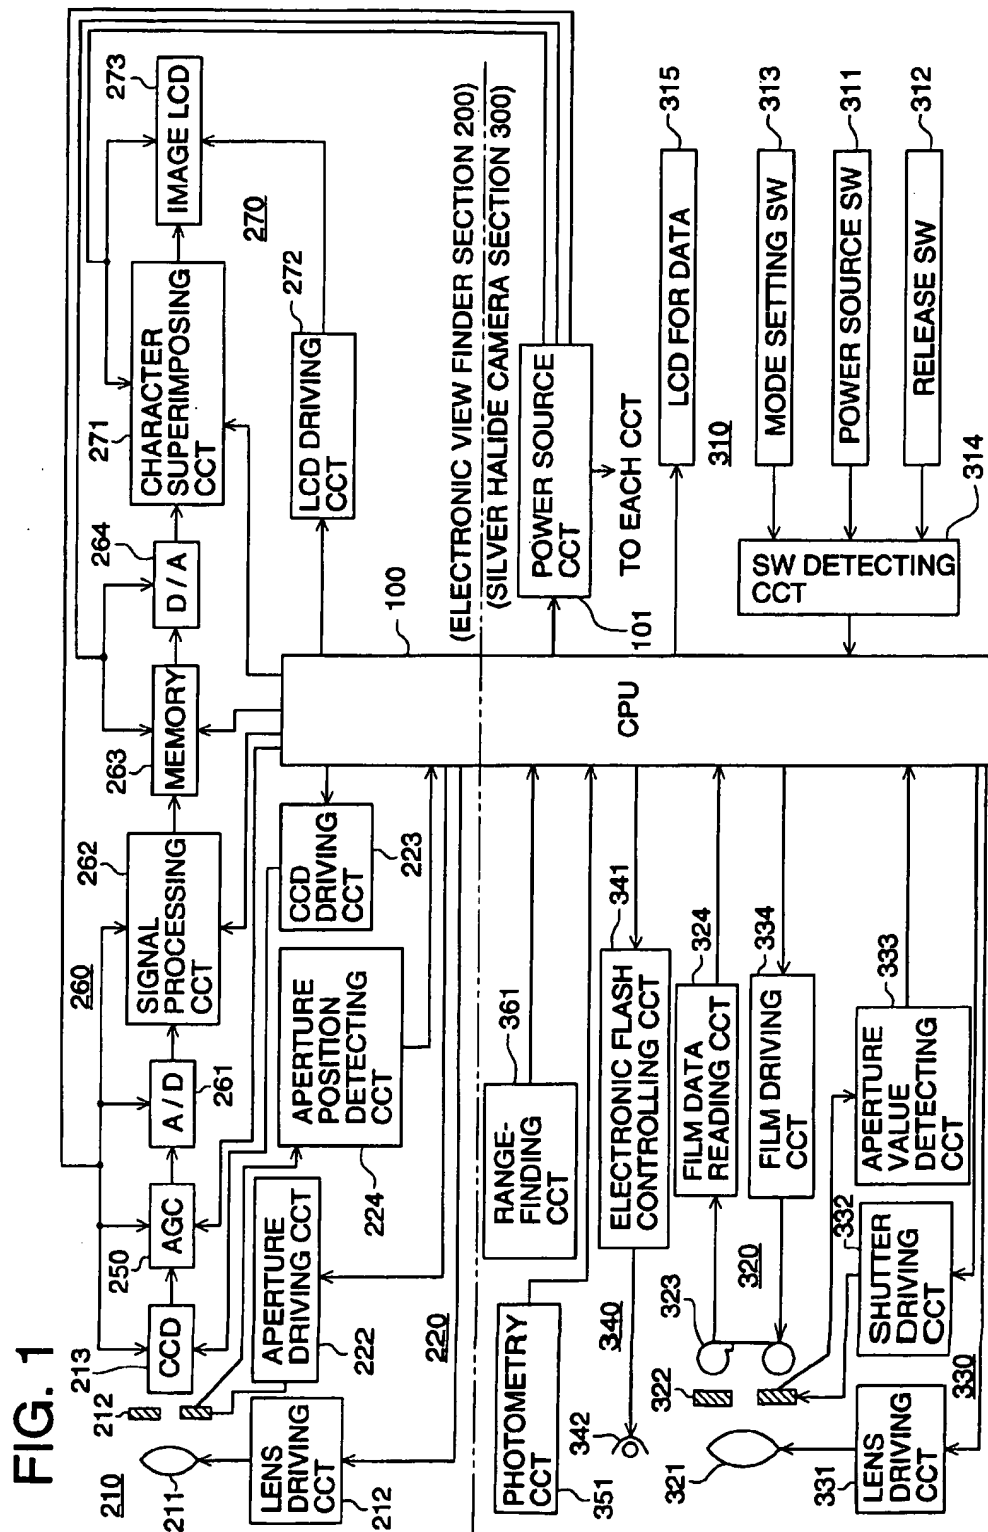 FIG. 1
210
211
LENS
DRIVING
CCT
212
212
213
CCD
APERTURE
DRIVING CCT
222
220
250
AGC
A/D
261
APERTURE
POSITION
DETECTING
CCT
224
260
SIGNAL
PROCESSING
CCT
262
CCD
DRIVING
CCT
223
263
MEMORY
264
D/A
271
CHARACTER
SUPERIMPOSING
CCT
273
IMAGE LCD
270
272
LCD DRIVING
CCT
100
CPU
(ELECTRONIC VIEW FINDER SECTION 200)
(SILVER HALIDE CAMERA SECTION 300)
POWER SOURCE
CCT
101
TO EACH CCT
LCD FOR DATA
315
310
MODE SETTING SW
313
POWER SOURCE SW
311
RELEASE SW
312
SW DETECTING
CCT
314
PHOTOMETRY
CCT
351
RANGE-
FINDING
CCT
361
342
340
ELECTRONIC FLASH
CONTROLLING CCT
341
323
FILM DATA
READING CCT
324
320
FILM DRIVING
CCT
334
322
321
LENS
DRIVING
CCT
331
330
SHUTTER
DRIVING
CCT
332
APERTURE
VALUE
DETECTING
CCT
333